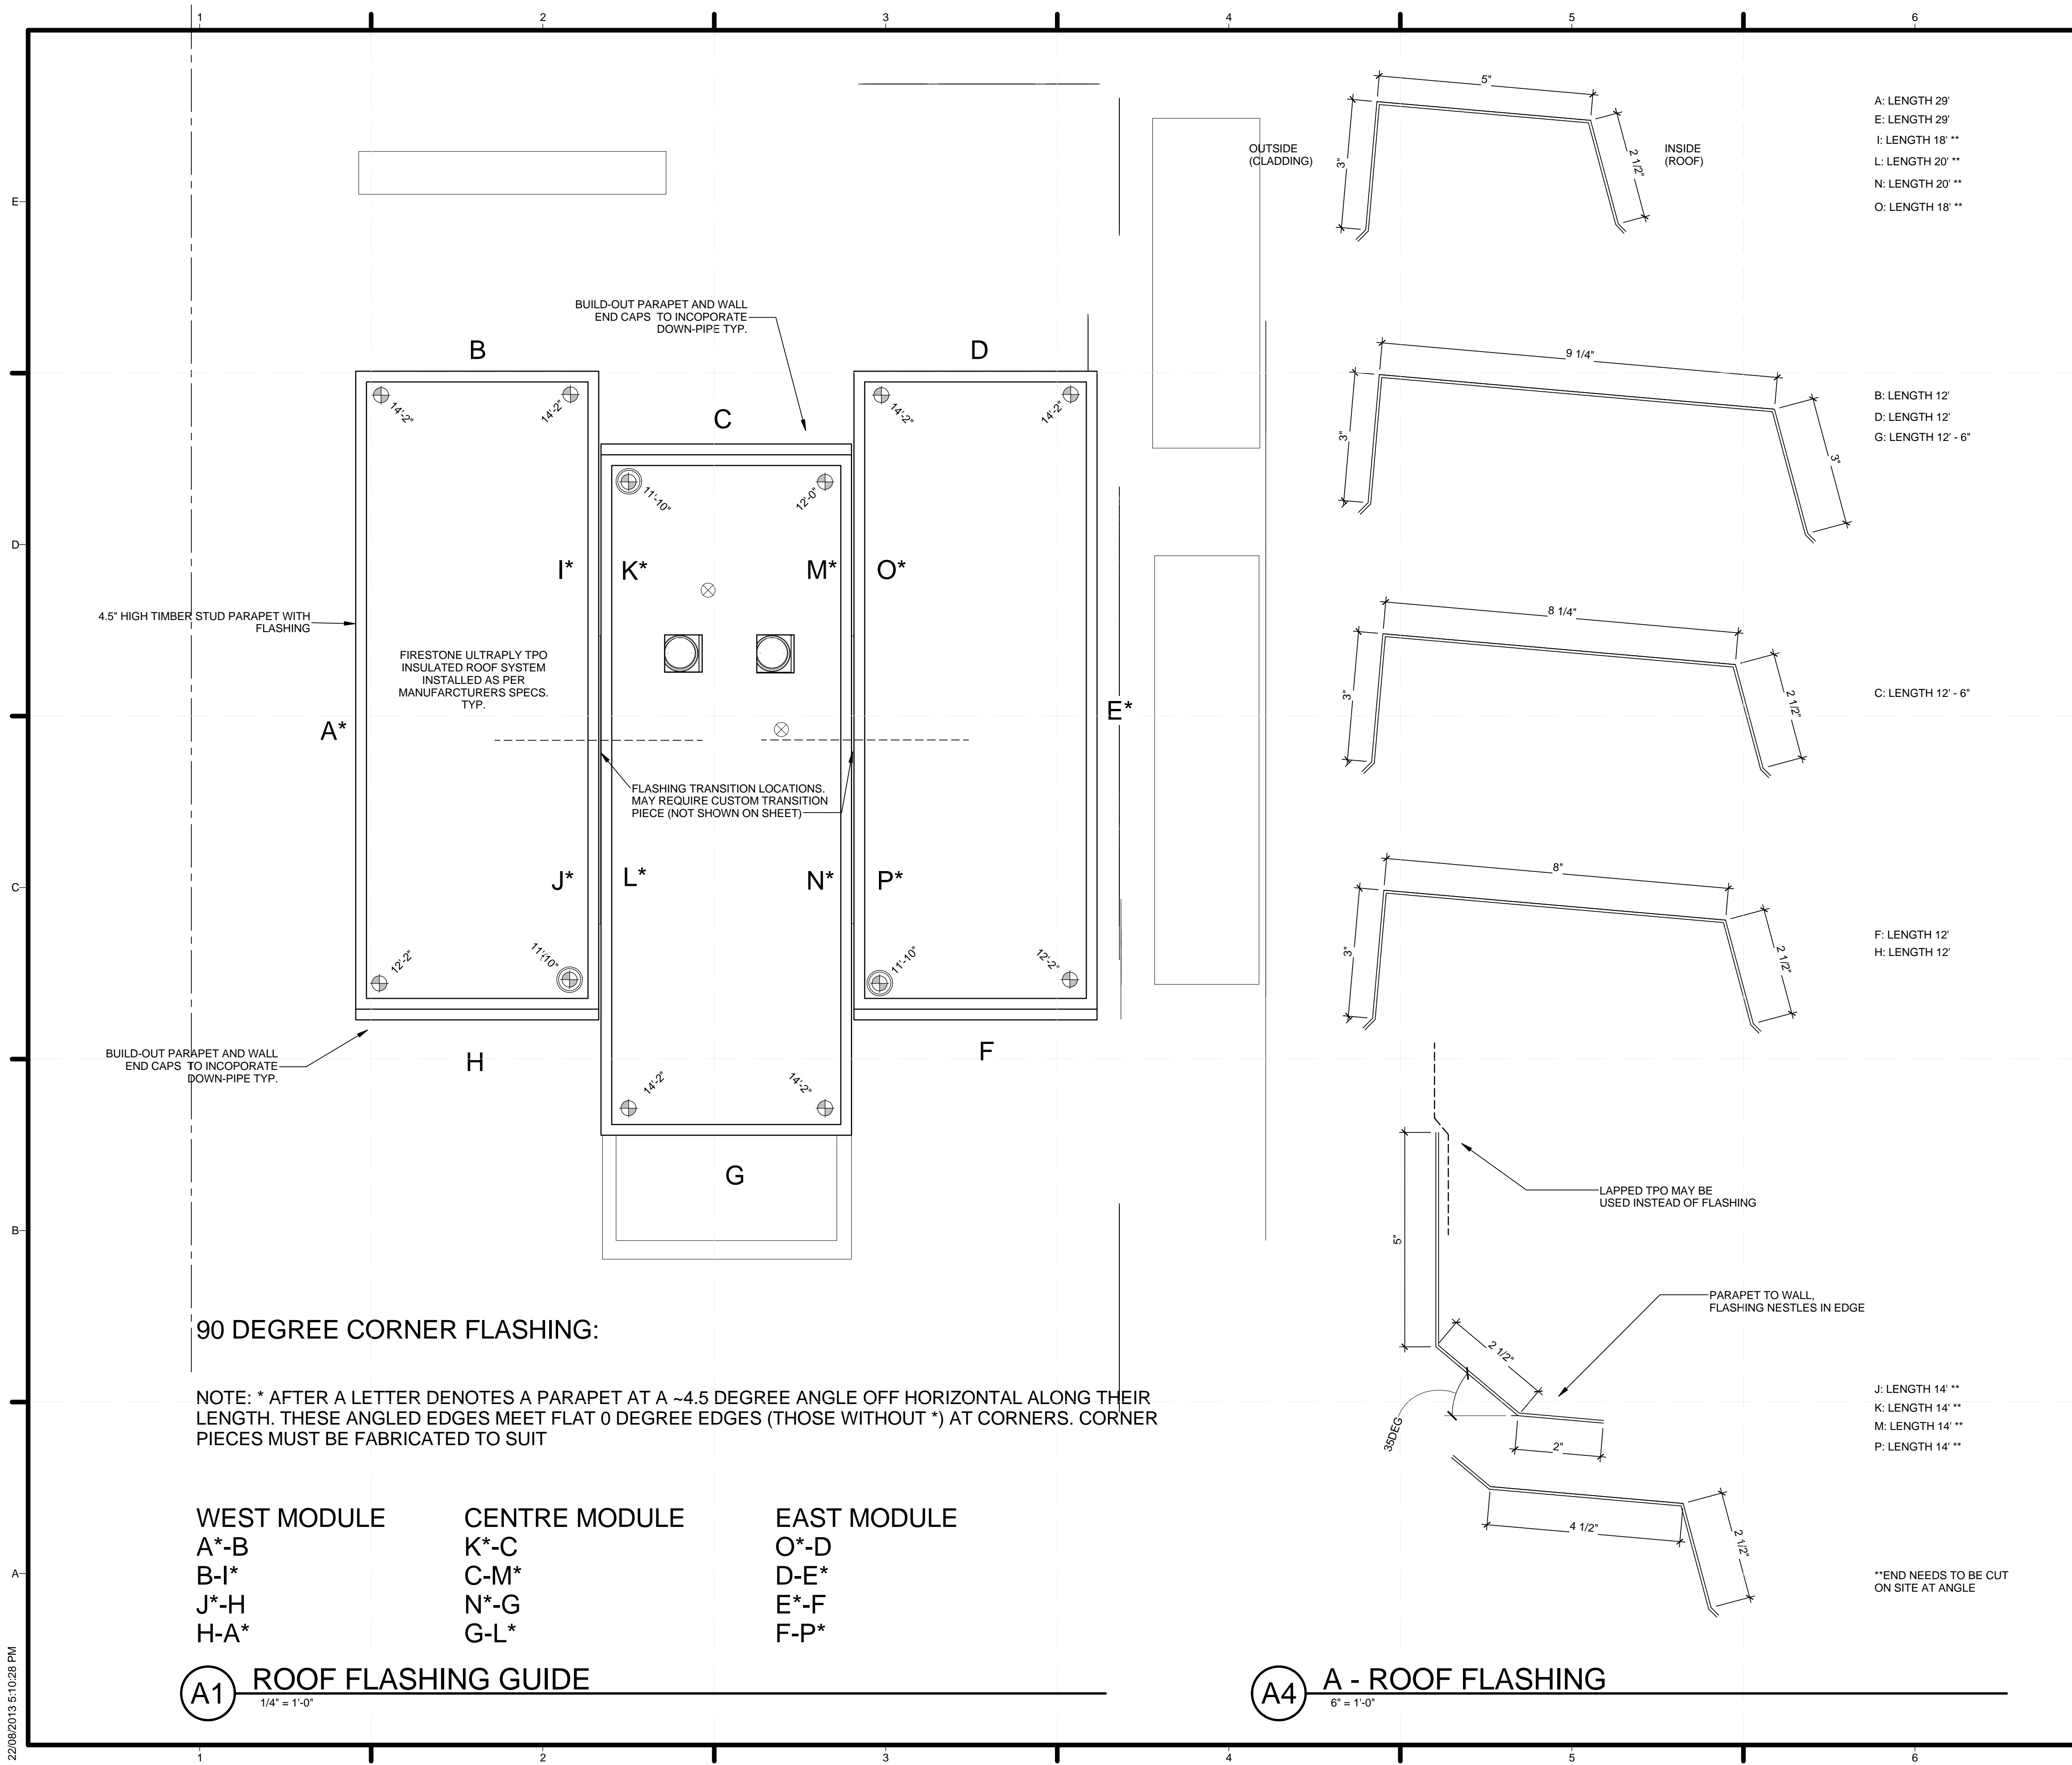 1
2
3
4
5
6
E
D
C
B
A
BUILD-OUT PARAPET AND WALL
END CAPS TO INCOPORATE
DOWN-PIPE TYP.
B
D
C
14'-2"
14'-2"
14'-2"
14'-2"
11'-10"
12'-0"
I*
K*
M*
O*
4.5" HIGH TIMBER STUD PARAPET WITH
FLASHING
FIRESTONE ULTRAPLY TPO
INSULATED ROOF SYSTEM
INSTALLED AS PER
MANUFARCTURERS SPECS.
TYP.
A*
E*
FLASHING TRANSITION LOCATIONS.
MAY REQUIRE CUSTOM TRANSITION
PIECE (NOT SHOWN ON SHEET)
J*
L*
N*
P*
12'-2"
11'-10"
11'-10"
12'-2"
BUILD-OUT PARAPET AND WALL
END CAPS TO INCOPORATE
DOWN-PIPE TYP.
H
F
14'-2"
14'-2"
G
90 DEGREE CORNER FLASHING:
NOTE: * AFTER A LETTER DENOTES A PARAPET AT A ~4.5 DEGREE ANGLE OFF HORIZONTAL ALONG THEIR
LENGTH. THESE ANGLED EDGES MEET FLAT 0 DEGREE EDGES (THOSE WITHOUT *) AT CORNERS. CORNER
PIECES MUST BE FABRICATED TO SUIT
WEST MODULE
A*-B
B-I*
J*-H
H-A*
CENTRE MODULE
K*-C
C-M*
N*-G
G-L*
EAST MODULE
O*-D
D-E*
E*-F
F-P*
A1
ROOF FLASHING GUIDE
1/4" = 1'-0"
5"
OUTSIDE
(CLADDING)
3"
2 1/2"
INSIDE
(ROOF)
A: LENGTH 29'
E: LENGTH 29'
I: LENGTH 18' **
L: LENGTH 20' **
N: LENGTH 20' **
O: LENGTH 18' **
9 1/4"
3"
3"
B: LENGTH 12'
D: LENGTH 12'
G: LENGTH 12' - 6"
8 1/4"
3"
2 1/2"
C: LENGTH 12' - 6"
8"
3"
2 1/2"
F: LENGTH 12'
H: LENGTH 12'
LAPPED TPO MAY BE
USED INSTEAD OF FLASHING
5"
PARAPET TO WALL,
FLASHING NESTLES IN EDGE
2 1/2"
35DEG
2"
J: LENGTH 14' **
K: LENGTH 14' **
M: LENGTH 14' **
P: LENGTH 14' **
4 1/2"
2 1/2"
**END NEEDS TO BE CUT
ON SITE AT ANGLE
A4
A - ROOF FLASHING
6" = 1'-0"
22/08/2013 5:10:28 PM
1
2
3
4
5
6